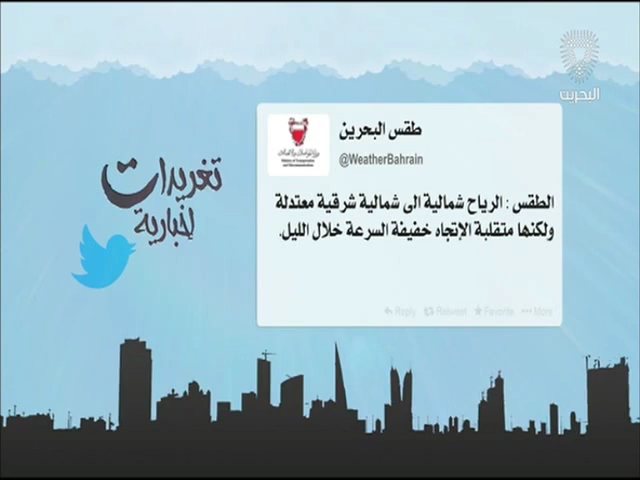 البحرين
تغريدات
إخبارية
طقس البحرين
@WeatherBahrain
الطقس : الرياح شمالية الى شمالية شرقية معتدلة
ولكنها متقلبة الإتجاه خفيفة السرعة خلال الليل.
Reply Retweet Favorite More